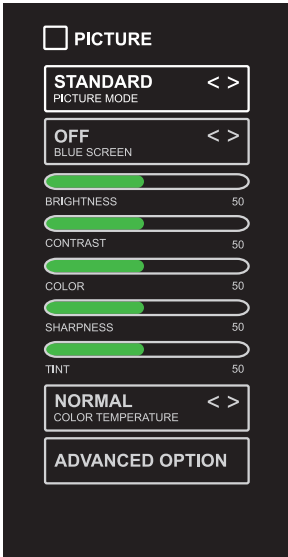 PICTURE
STANDARD < >
PICTURE MODE
OFF < >
BLUE SCREEN
BRIGHTNESS 50
CONTRAST 50
COLOR 50
SHARPNESS 50
TINT 50
NORMAL < >
COLOR TEMPERATURE
ADVANCED OPTION